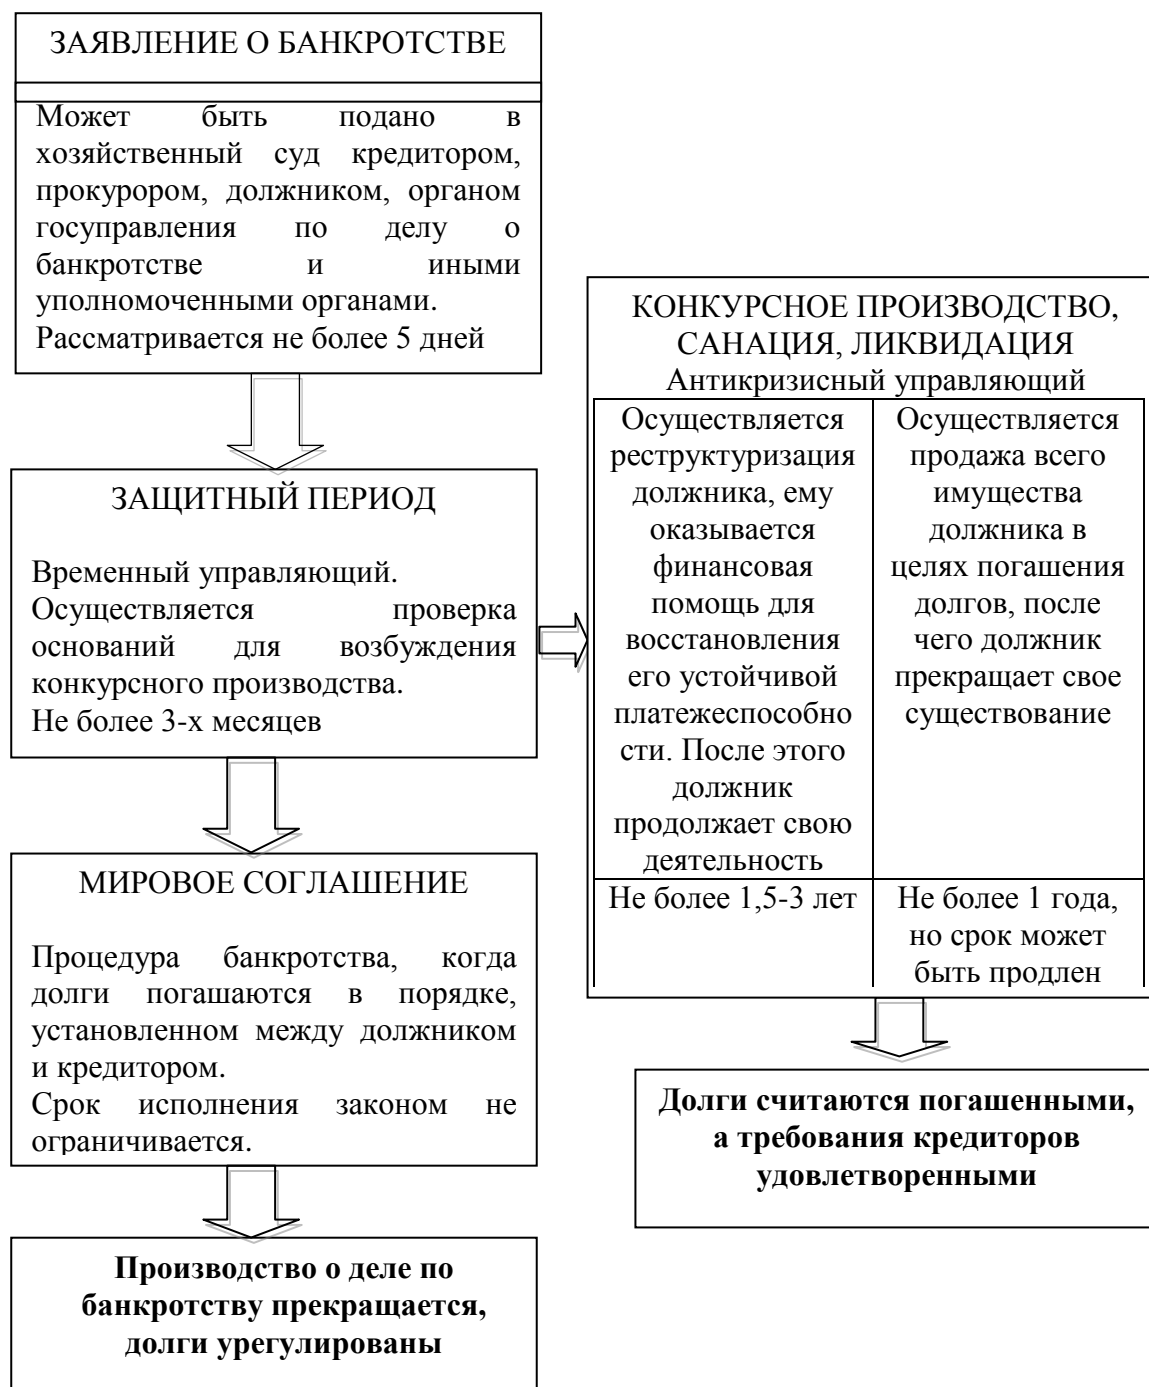 ЗАЯВЛЕНИЕ О БАНКРОТСТВЕ
Может быть подано в
хозяйственный суд кредитором,
прокурором, должником, органом
госуправления по делу о
банкротстве и иными
уполномоченными органами.
Рассматривается не более 5 дней
ЗАЩИТНЫЙ ПЕРИОД
Временный управляющий.
Осуществляется проверка
оснований для возбуждения
конкурсного производства.
Не более 3-х месяцев
МИРОВОЕ СОГЛАШЕНИЕ
Процедура банкротства, когда
долги погашаются в порядке,
установленном между должником
и кредитором.
Срок исполнения законом не
ограничивается.
Производство о деле по
банкротству прекращается,
долги урегулированы
КОНКУРСНОЕ ПРОИЗВОДСТВО,
САНАЦИЯ, ЛИКВИДАЦИЯ
Антикризисный управляющий
Осуществляется
реструктуризация
должника, ему
оказывается
финансовая
помощь для
восстановления
его устойчивой
платежеспособно
сти. После этого
должник
продолжает свою
деятельность
Не более 1,5-3 лет
Осуществляется
продажа всего
имущества
должника в
целях погашения
долгов, после
чего должник
прекращает свое
существование
Не более 1 года,
но срок может
быть продлен
Долги считаются погашенными,
а требования кредиторов
удовлетворенными